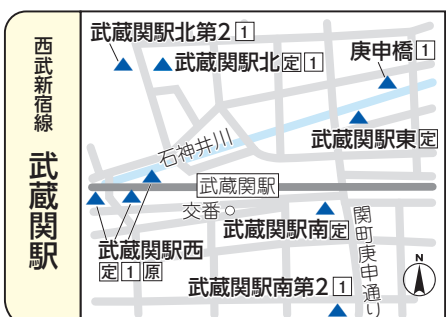 西武新宿線
武蔵関駅
武蔵関駅北第2 1
武蔵関駅北 定 1
庚申橋 1
石神井川
武蔵関駅東 定
武蔵関駅
交番
武蔵関駅西
定 1 原
武蔵関駅南 定
関町庚申通り
武蔵関駅南第2 1
N